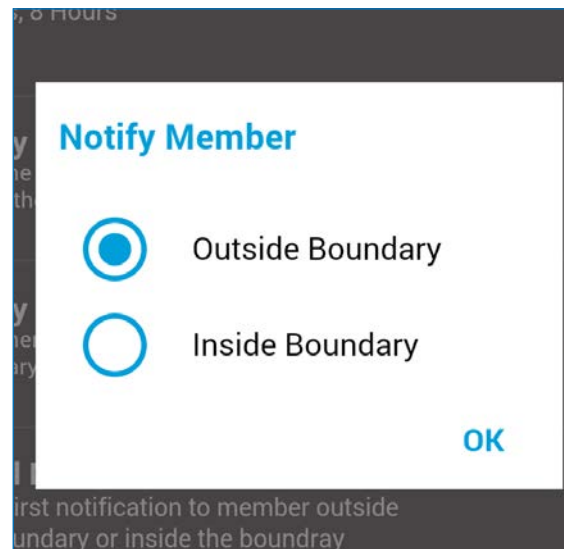 8 Hours
Notify Member
Outside Boundary
Inside Boundary
OK
irst notification to member outside
undary or inside the boundray